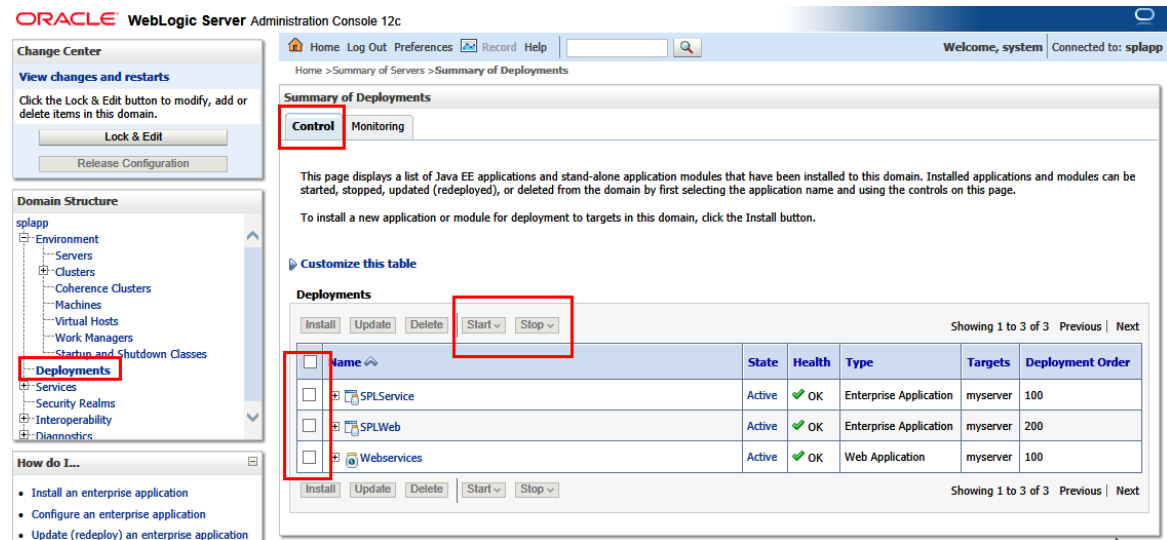 ORACLE WebLogic Server Administration Console 12c
Change Center
View changes and restarts
Click the Lock & Edit button to modify, add or
delete items in this domain.
Lock & Edit
Release Configuration
Domain Structure
splapp
Environment
Servers
Clusters
Coherence Clusters
Machines
Virtual Hosts
Work Managers
Startup and Shutdown Classes
Deployments
Services
Security Realms
Interoperability
Diagnostics
How do I...
Install an enterprise application
Configure an enterprise application
Update (redeploy) an enterprise application
Home Log Out Preferences Record Help
Welcome, system Connected to: splapp
Home >Summary of Servers >Summary of Deployments
Summary of Deployments
Control Monitoring
This page displays a list of Java EE applications and stand-alone application modules that have been installed to this domain. Installed applications and modules can be
started, stopped, updated (redeployed), or deleted from the domain by first selecting the application name and using the controls on this page.
To install a new application or module for deployment to targets in this domain, click the Install button.
Customize this table
Deployments
Install Update Delete Start Stop Showing 1 to 3 of 3 Previous | Next
Name State Health Type Targets Deployment Order
SPLService Active OK Enterprise Application myserver 100
SPLWeb Active OK Enterprise Application myserver 200
Webservices Active OK Web Application myserver 100
Install Update Delete Start Stop Showing 1 to 3 of 3 Previous | Next